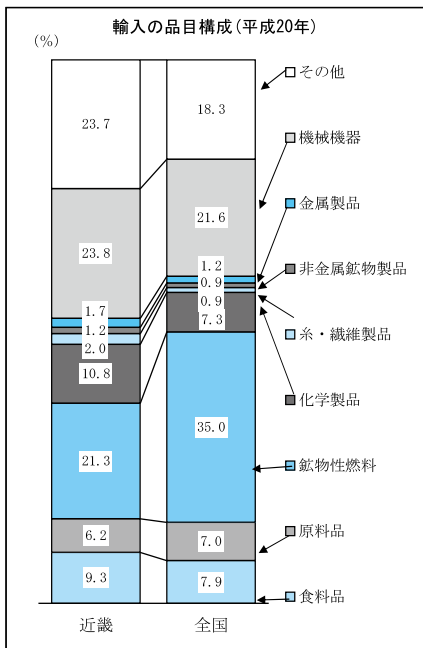 輸入の品目構成(平成20年)
(%)
23.7
23.8
1.7
1.2
2.0
10.8
21.3
6.2
9.3
近畿
18.3
21.6
1.2
0.9
0.9
7.3
35.0
7.0
7.9
全国
その他
機械機器
金属製品
非金属鉱物製品
糸・繊維製品
化学製品
鉱物性燃料
原料品
食料品